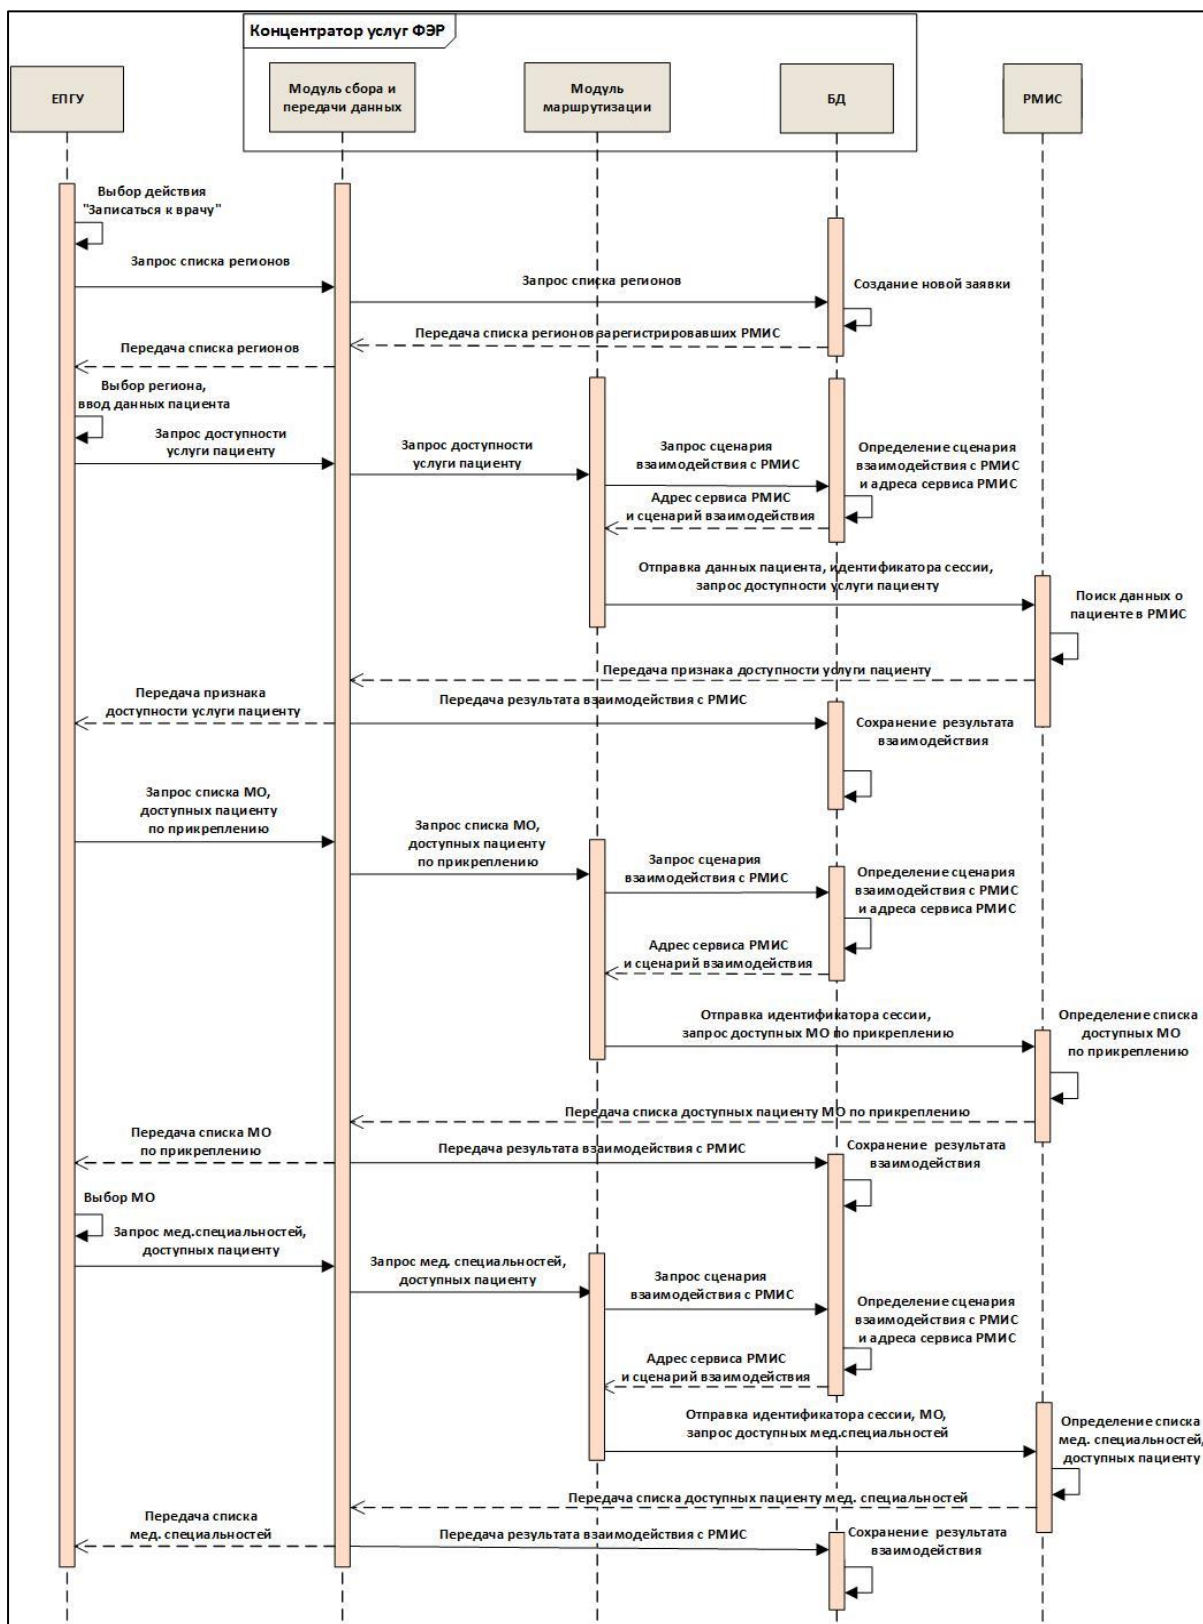 Концентратор услуг ФЭР
ЕПГУ
Модуль сбора и
передачи данных
Модуль
маршрутизации
БД
РМИС
Выбор действия
"Записаться к врачу"
Запрос списка регионов
Запрос списка регионов
Создание новой заявки
Передача списка регионов зарегистрировавших РМИС
Передача списка регионов
Выбор региона,
ввод данных пациента
Запрос доступности
услуги пациенту
Запрос доступности
услуги пациенту
Запрос сценария
взаимодействия с РМИС
Определение сценария
взаимодействия с РМИС
и адреса сервиса РМИС
Адрес сервиса РМИС
и сценарий взаимодействия
Отправка данных пациента, идентификатора сессии,
запрос доступности услуги пациенту
Поиск данных о
пациенте в РМИС
Передача признака доступности услуги пациенту
Передача признака
доступности услуги пациенту
Передача результата взаимодействия с РМИС
Сохранение результата
взаимодействия
Запрос списка МО,
доступных пациенту
по прикреплению
Запрос списка МО,
доступных пациенту
по прикреплению
Запрос сценария
взаимодействия с РМИС
Определение сценария
взаимодействия с РМИС
и адреса сервиса РМИС
Адрес сервиса РМИС
и сценарий взаимодействия
Отправка идентификатора сессии,
запрос доступных МО по прикреплению
Определение списка
доступных МО
по прикреплению
Передача списка доступных пациенту МО по прикреплению
Передача списка МО
по прикреплению
Передача результата взаимодействия с РМИС
Сохранение результата
взаимодействия
Выбор МО
Запрос мед.специальностей,
доступных пациенту
Запрос мед. специальностей,
доступных пациенту
Запрос сценария
взаимодействия с РМИС
Определение сценария
взаимодействия с РМИС
и адреса сервиса РМИС
Адрес сервиса РМИС
и сценарий взаимодействия
Отправка идентификатора сессии, МО,
запрос доступных мед.специальностей
Определение списка
мед. специальностей,
доступных пациенту
Передача списка доступных пациенту мед. специальностей
Передача списка
мед. специальностей
Передача результата взаимодействия с РМИС
Сохранение результата
взаимодействия